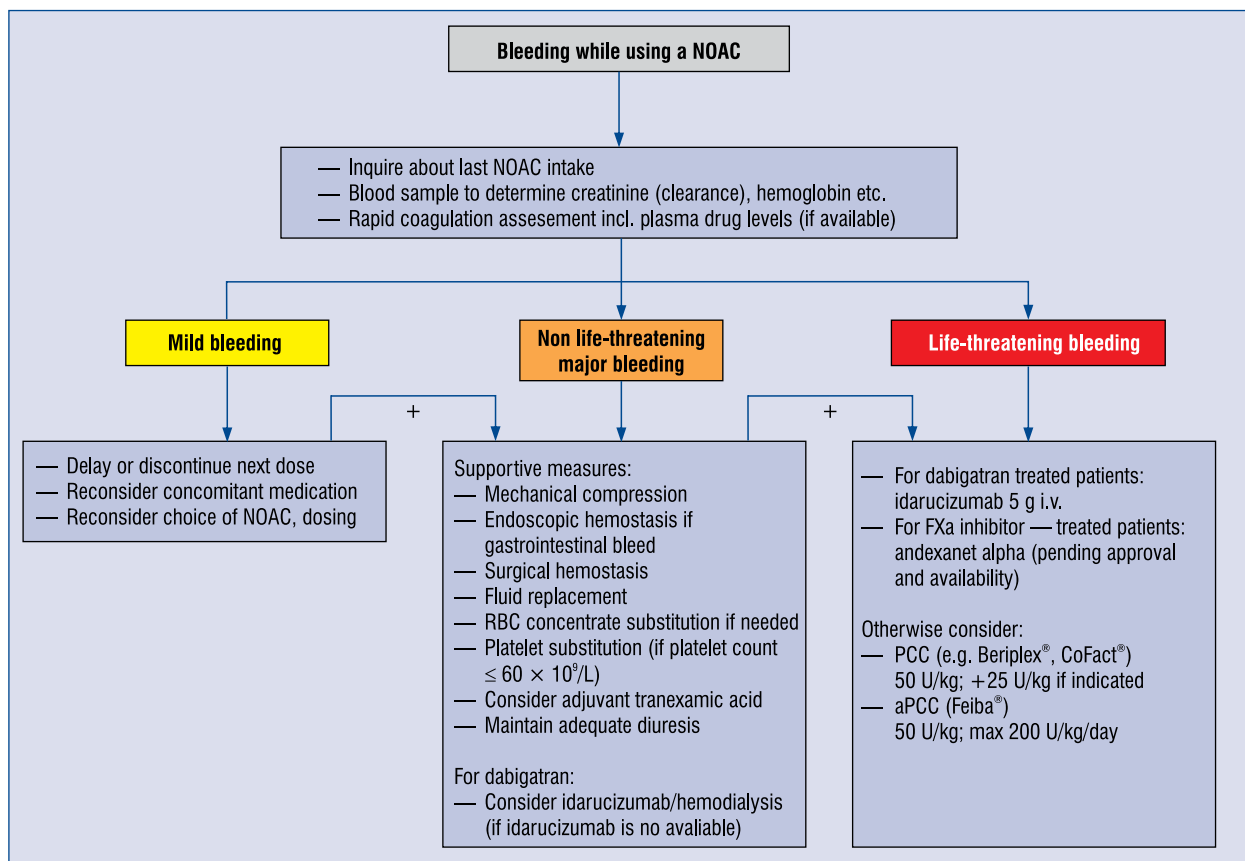 Bleeding while using a NOAC
— Inquire about last NOAC intake
— Blood sample to determine creatinine (clearance), hemoglobin etc.
— Rapid coagulation assesement incl. plasma drug levels (if available)
Mild bleeding
Non life-threatening
major bleeding
Life-threatening bleeding
+
+
— Delay or discontinue next dose
— Reconsider concomitant medication
— Reconsider choice of NOAC, dosing
Supportive measures:
— Mechanical compression
— Endoscopic hemostasis if
gastrointestinal bleed
— Surgical hemostasis
— Fluid replacement
— RBC concentrate substitution if needed
— Platelet substitution (if platelet count
≤ 60 × 10⁹/L)
— Consider adjuvant tranexamic acid
— Maintain adequate diuresis
For dabigatran:
— Consider idarucizumab/hemodialysis
(if idarucizumab is no avaliable)
— For dabigatran treated patients:
idarucizumab 5 g i.v.
— For FXa inhibitor — treated patients:
andexanet alpha (pending approval
and availability)
Otherwise consider:
— PCC (e.g. Beriplex®, CoFact®)
50 U/kg; +25 U/kg if indicated
— aPCC (Feiba®)
50 U/kg; max 200 U/kg/day